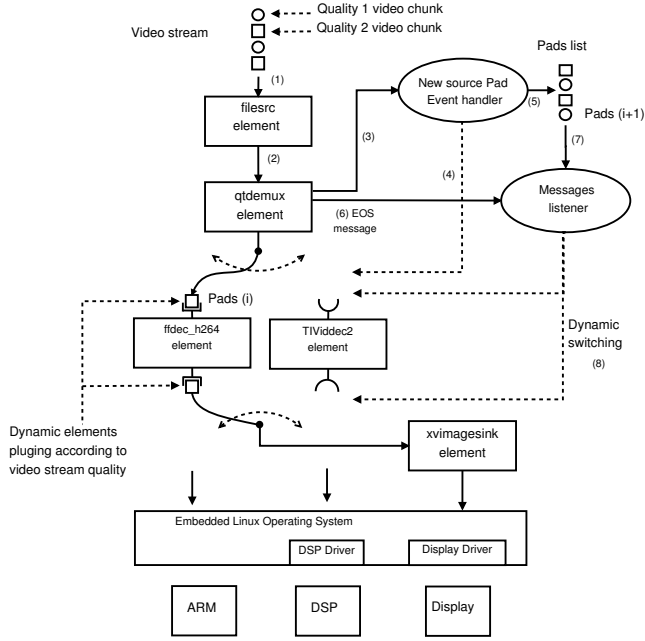 Quality 1 video chunk
Video stream
Quality 2 video chunk
Pads list
(1)
New source Pad
Event handler
(5)
filesrc
element
Pads (i+1)
(3)
(7)
(2)
(4)
qtdemux
element
Messages
listener
(6) EOS
message
Pads (i)
ffdec_h264
element
TIViddec2
element
Dynamic
switching
(8)
Dynamic elements
pluging according to
video stream quality
xvimagesink
element
Embedded Linux Operating System
DSP Driver
Display Driver
ARM
DSP
Display